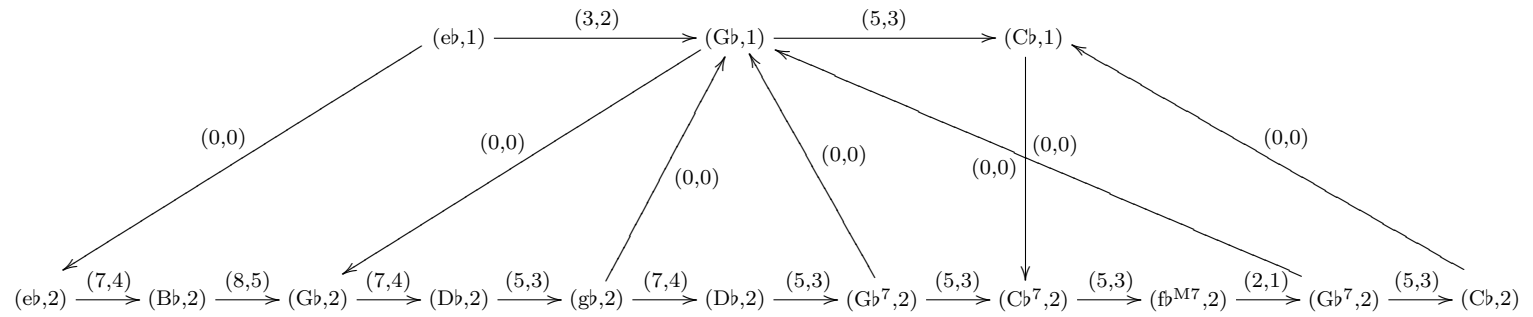 (3,2) (5,3)
(e♭,1) (G♭,1) (C♭,1)
(0,0) (0,0) (0,0) (0,0) (0,0) (0,0)
(0,0)
(7,4) (8,5) (7,4) (5,3) (7,4) (5,3) (5,3) (5,3) (2,1) (5,3)
(e♭,2) (B♭,2) (G♭,2) (D♭,2) (g♭,2) (D♭,2) (G♭⁷,2) (C♭⁷,2) (f♭ᴹ⁷,2) (G♭⁷,2) (C♭,2)